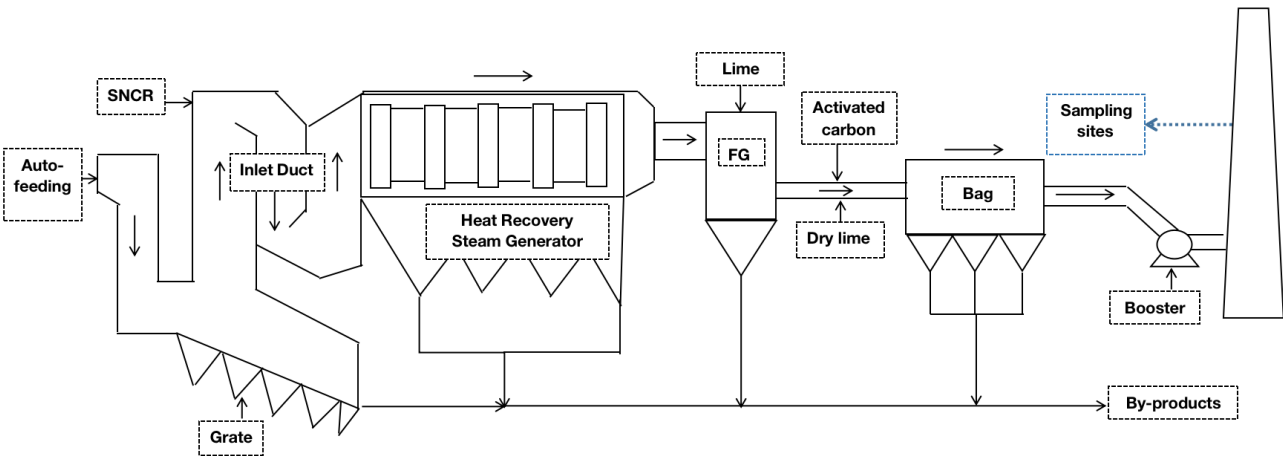 SNCR
Auto-
feeding
Inlet Duct
Heat Recovery
Steam Generator
Grate
Lime
FG
Activated
carbon
Dry lime
Bag
Sampling
sites
Booster
By-products